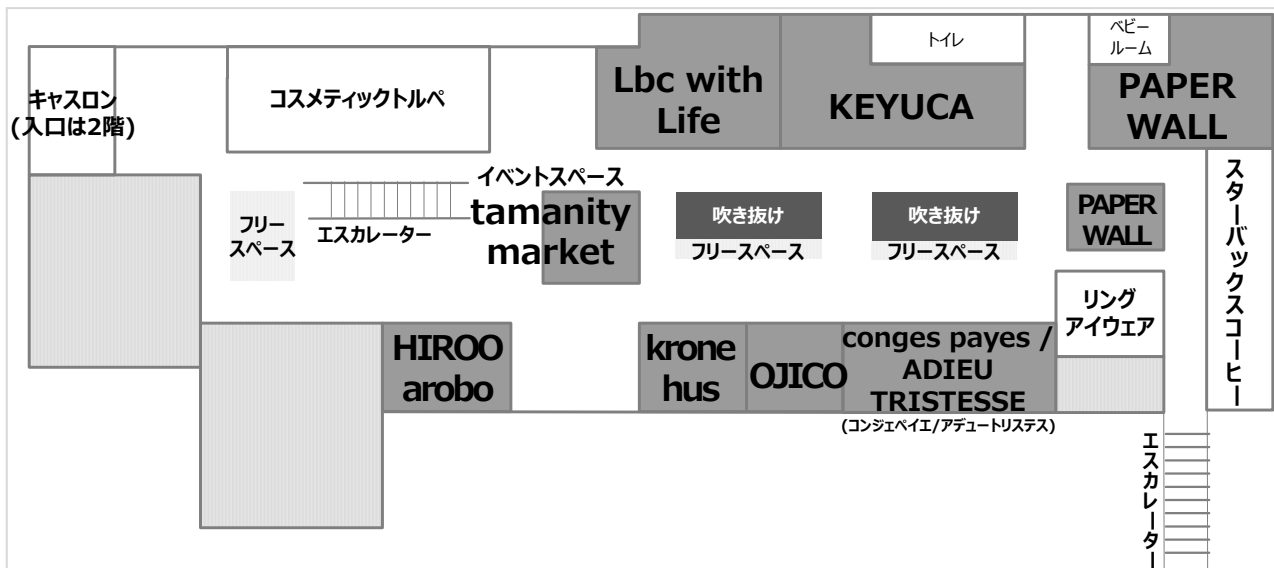 キャスロン
(入口は2階)
コスメティックトルペ
Lbc with
Life
トイレ
KEYUCA
ベビー
ルーム
PAPER
WALL
フリー
スペース
エスカレーター
イベントスペース
tamanity
market
吹き抜け
フリースペース
吹き抜け
フリースペース
PAPER
WALL
スターバックスコーヒー
リング
アイウェア
HIROO
arobo
krone
hus
OJICO
conges payes /
ADIEU
TRISTESSE
(コンジェペイエ/アデュートリステス)
エスカレーター